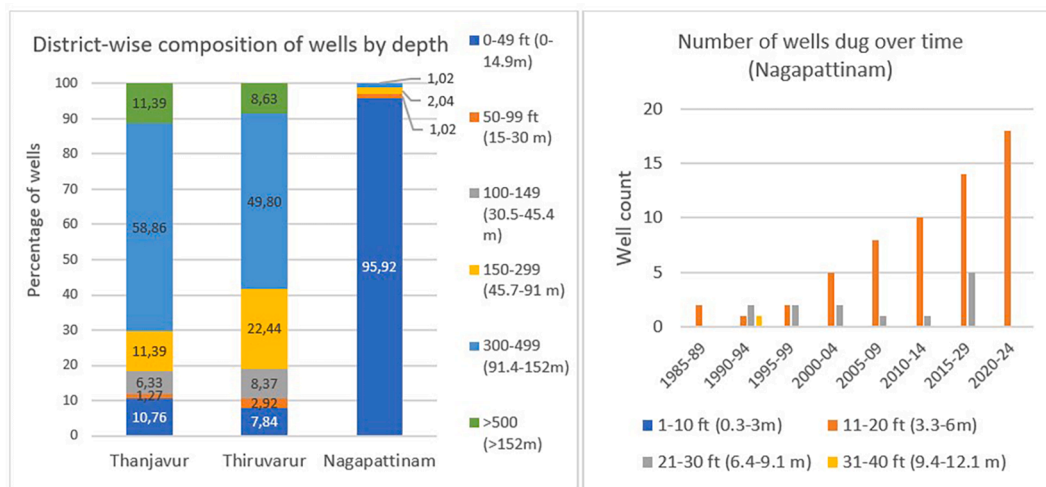 District-wise composition of wells by depth
Percentage of wells
100
90
80
70
60
50
40
30
20
10
0
11,39
58,86
11,39
6,33
1,27
10,76
8,63
49,80
22,44
8,37
2,92
7,84
1,02
2,04
1,02
95,92
Thanjavur
Thiruvarur
Nagapattinam
0-49 ft (0-
14.9m)
50-99 ft
(15-30 m)
100-149
(30.5-45.4
m)
150-299
(45.7-91 m)
300-499
(91.4-152m)
>500
(>152m)
Number of wells dug over time
(Nagapattinam)
Well count
20
15
10
5
0
1985-89
1990-94
1995-99
2000-04
2005-09
2010-14
2015-29
2020-24
1-10 ft (0.3-3m)
11-20 ft (3.3-6m)
21-30 ft (6.4-9.1 m)
31-40 ft (9.4-12.1 m)